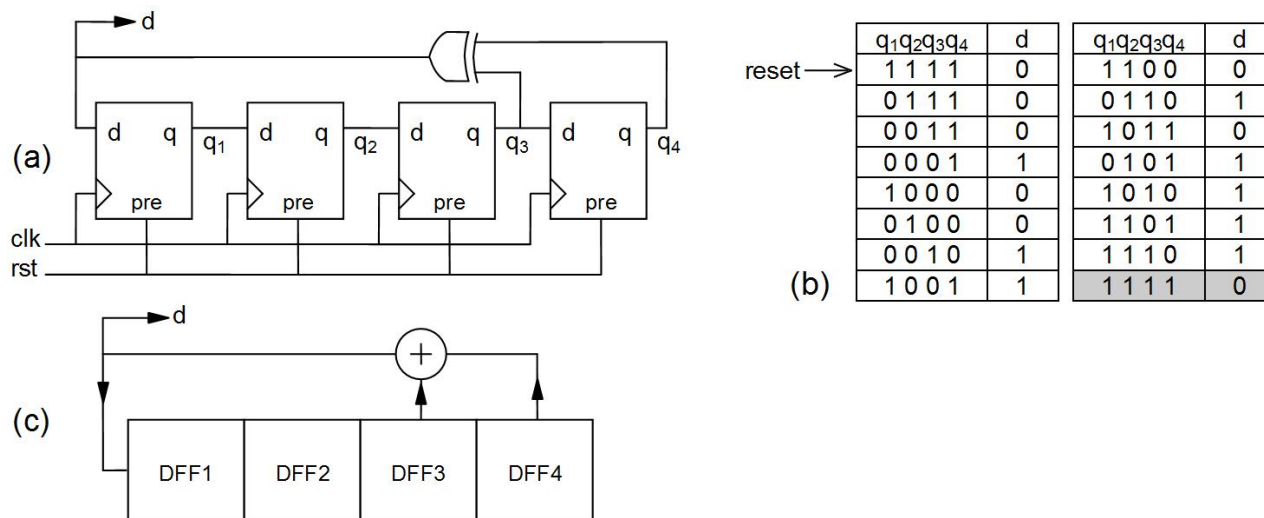 d
d q q₁ d q q₂ d q q₃ d q q₄
(a)
pre pre pre pre
clk
rst
d
+
(c)
DFF1 DFF2 DFF3 DFF4
q₁q₂q₃q₄ d q₁q₂q₃q₄ d
reset 1 1 1 1 0 1 1 0 0 0
0 1 1 1 0 0 1 1 0 1
0 0 1 1 0 1 0 1 1 0
0 0 0 1 1 0 1 0 1 1
1 0 0 0 0 1 0 1 0 1
0 1 0 0 0 1 1 0 1 1
0 0 1 0 1 1 1 1 0 1
(b) 1 0 0 1 1 1 1 1 1 0